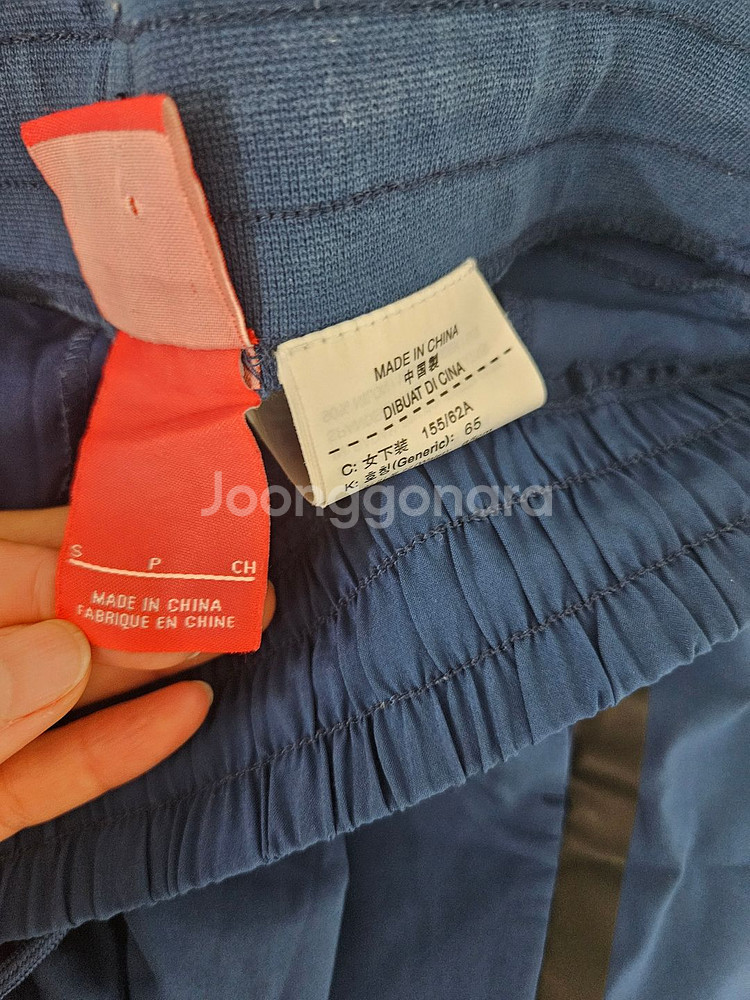 MADE IN CHINA
中国製
DIBUAT DI CINA
C: 女下装 155/62A
K: 호칭(Generic): 65
Joonggonara
S P CH
MADE IN CHINA
FABRIQUE EN CHINE